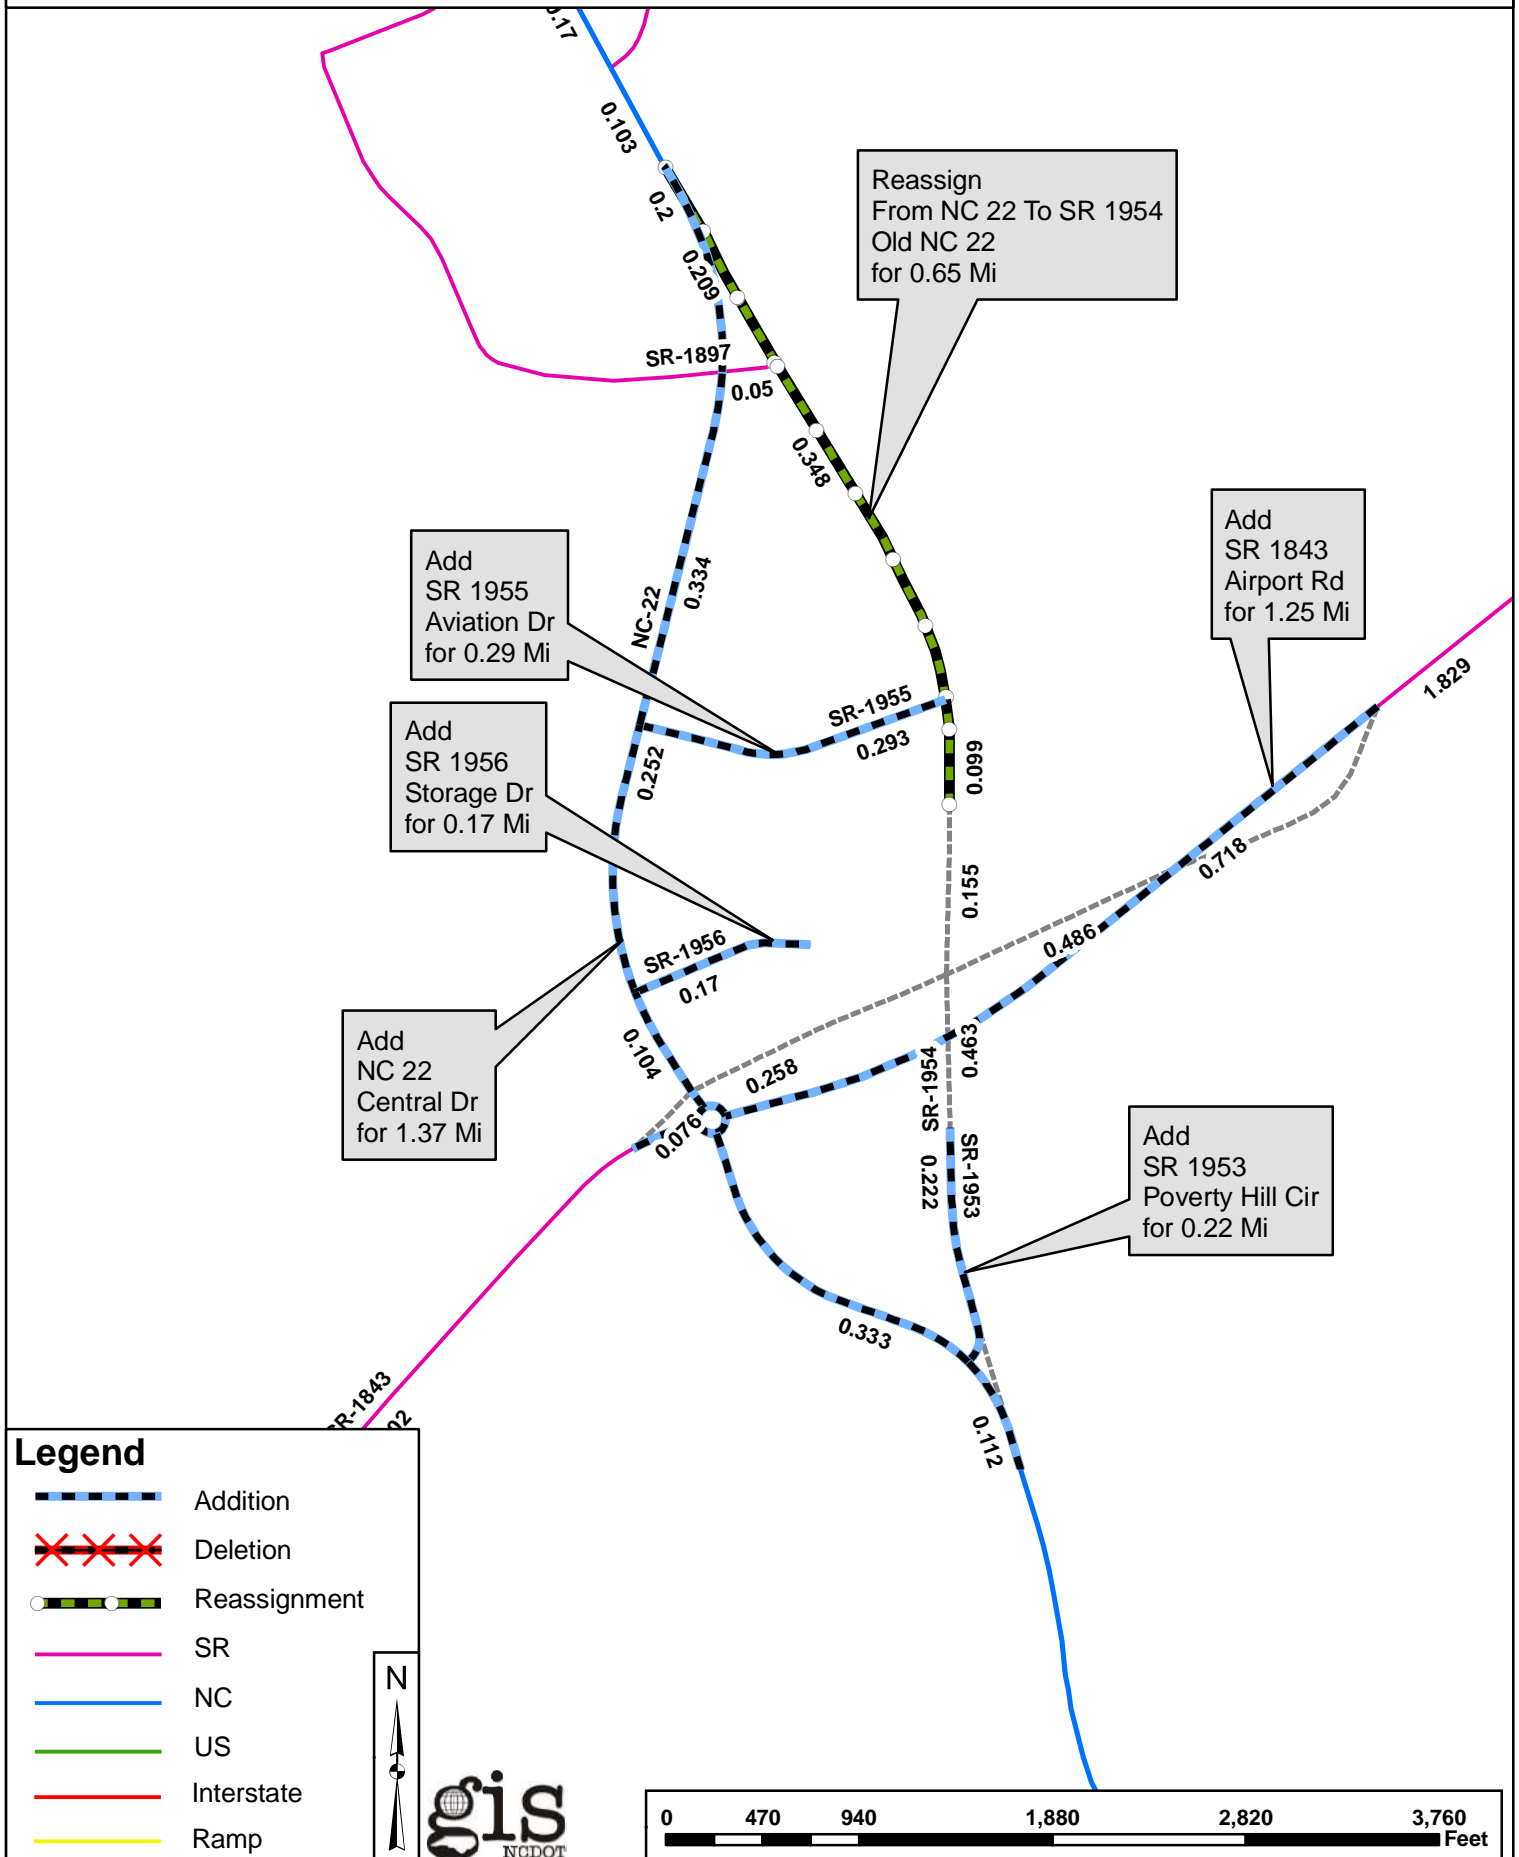 0.103
0.2
0.209
Reassign
From NC 22 To SR 1954
Old NC 22
for 0.65 Mi
SR-1897
0.05
0.348
Add
SR 1843
Airport Rd
for 1.25 Mi
Add
SR 1955
Aviation Dr
for 0.29 Mi
NC-22
0.334
1.829
SR-1955
0.293
Add
SR 1956
Storage Dr
for 0.17 Mi
0.252
0.099
0.718
0.155
0.486
SR-1956
0.17
Add
NC 22
Central Dr
for 1.37 Mi
0.104
0.258
SR-1954
0.463
0.076
0.222
SR-1953
Add
SR 1953
Poverty Hill Cir
for 0.22 Mi
0.333
0.112
R-1843
Legend
Addition
Deletion
Reassignment
SR
NC
US
Interstate
Ramp
N
gis
NCDOT
0 470 940 1,880 2,820 3,760
Feet